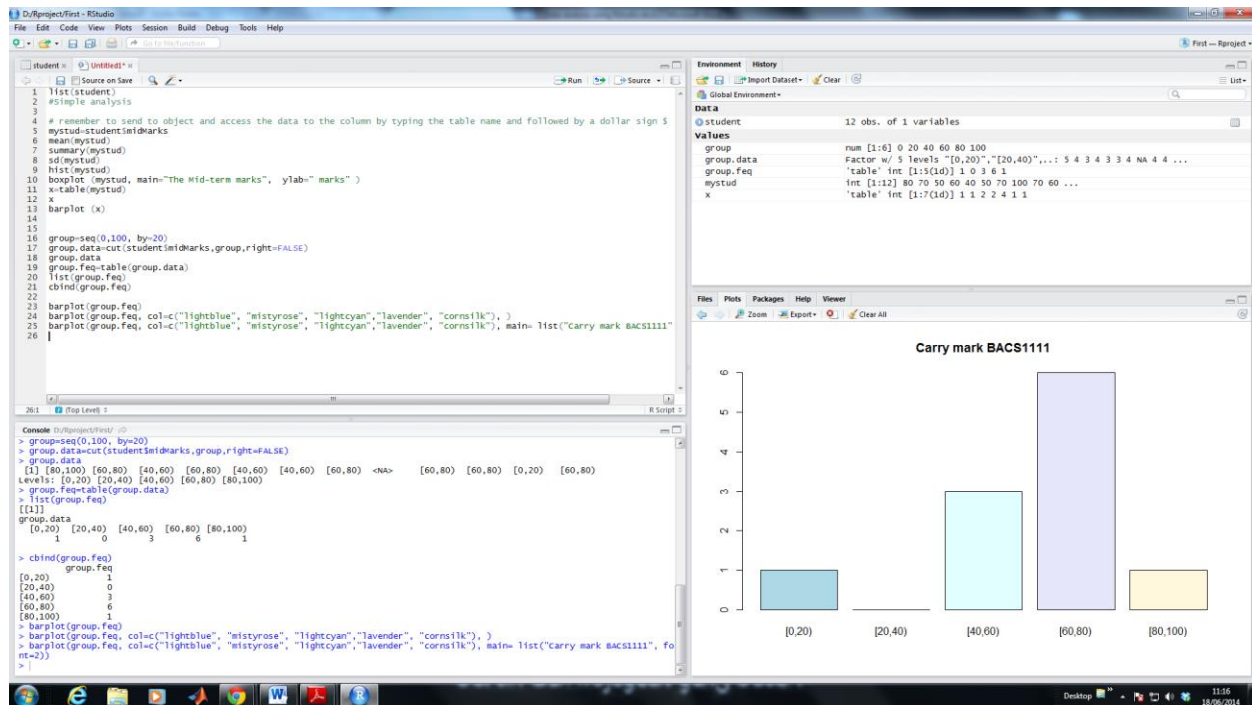 D:/Rproject/First - RStudio
File Edit Code View Plots Session Build Debug Tools Help
Go to file/function
First — Rproject
student
Untitled1*
Source on Save
Run
Source
1 list(student)
2 #Simple analysis
3
4 # remember to send to object and access the data to the column by typing the table name and followed by a dollar sign $
5 mystud=student$midMarks
6 mean(mystud)
7 summary(mystud)
8 sd(mystud)
9 hist(mystud)
10 boxplot (mystud, main="The Mid-term marks", ylab=" marks" )
11 x=table(mystud)
12 x
13 barplot (x)
14
15
16 group=seq(0,100, by=20)
17 group.data=cut(student$midMarks,group,right=FALSE)
18 group.data
19 group.feq=table(group.data)
20 list(group.feq)
21 cbind(group.feq)
22
23 barplot(group.feq)
24 barplot(group.feq, col=c("lightblue", "mistyrose", "lightcyan","lavender", "cornsilk"), )
25 barplot(group.feq, col=c("lightblue", "mistyrose", "lightcyan","lavender", "cornsilk"), main= list("Carry mark BACS1111"
26
26:1 (Top Level) R Script
Console D:/Rproject/First/
> group=seq(0,100, by=20)
> group.data=cut(student$midMarks,group,right=FALSE)
> group.data
[1] [80,100) [60,80) [40,60) [60,80) [40,60) [40,60) [60,80) <NA> [60,80) [60,80) [0,20) [60,80)
Levels: [0,20) [20,40) [40,60) [60,80) [80,100)
> group.feq=table(group.data)
> list(group.feq)
[[1]]
group.data
[0,20) [20,40) [40,60) [60,80) [80,100)
1 0 3 6 1
> cbind(group.feq)
group.feq
[0,20) 1
[20,40) 0
[40,60) 3
[60,80) 6
[80,100) 1
> barplot(group.feq)
> barplot(group.feq, col=c("lightblue", "mistyrose", "lightcyan","lavender", "cornsilk"), )
> barplot(group.feq, col=c("lightblue", "mistyrose", "lightcyan","lavender", "cornsilk"), main= list("Carry mark BACS1111", fo
nt=2))
>
Environment History
Import Dataset Clear List
Global Environment
Data
student 12 obs. of 1 variables
Values
group num [1:6] 0 20 40 60 80 100
group.data Factor w/ 5 levels "[0,20)","[20,40)",..: 5 4 3 4 3 3 4 NA 4 4 ...
group.feq 'table' int [1:5(1d)] 1 0 3 6 1
mystud int [1:12] 80 70 50 60 40 50 70 100 70 60 ...
x 'table' int [1:7(1d)] 1 1 2 2 4 1 1
Files Plots Packages Help Viewer
Zoom Export Clear All
Carry mark BACS1111
6
5
4
3
2
1
0
[0,20) [20,40) [40,60) [60,80) [80,100)
Desktop
11:16
18/06/2014